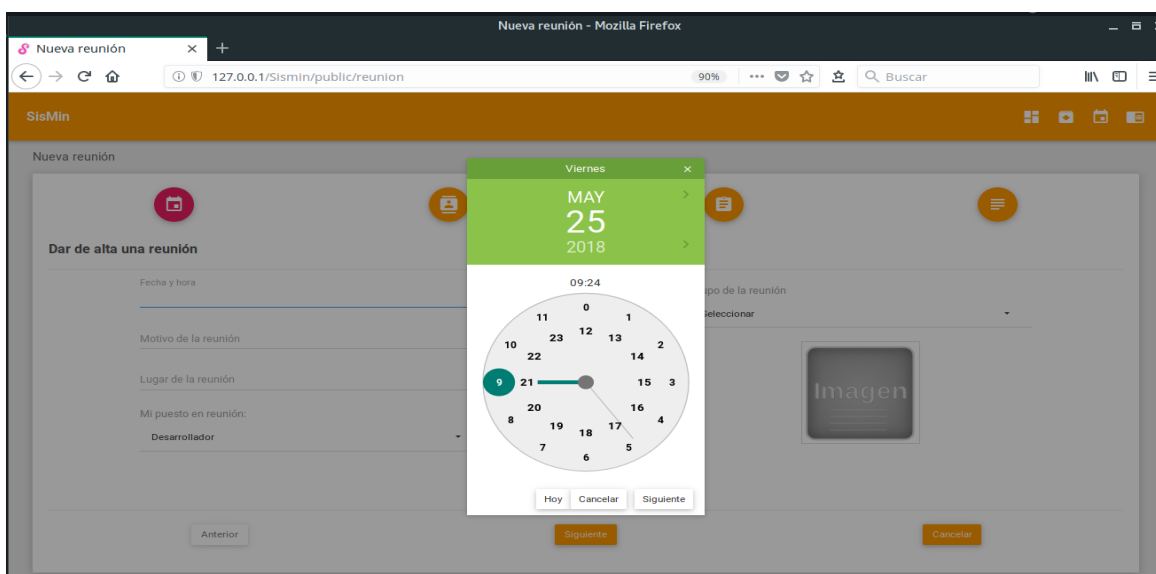 Nueva reunión - Mozilla Firefox
Nueva reunión
127.0.0.1/Sismin/public/reunion
90%
Buscar
SisMin
Nueva reunión
Dar de alta una reunión
Fecha y hora
Motivo de la reunión
Lugar de la reunión
Mi puesto en reunión:
Desarrollador
Viernes
MAY
25
2018
09:24
0
1
2
3
4
5
6
7
8
9
10
11
12
13
14
15
16
17
18
19
20
21
22
23
Hoy Cancelar Siguiente
de la reunión
Seleccionar
Imagen
Anterior Siguiente Cancelar